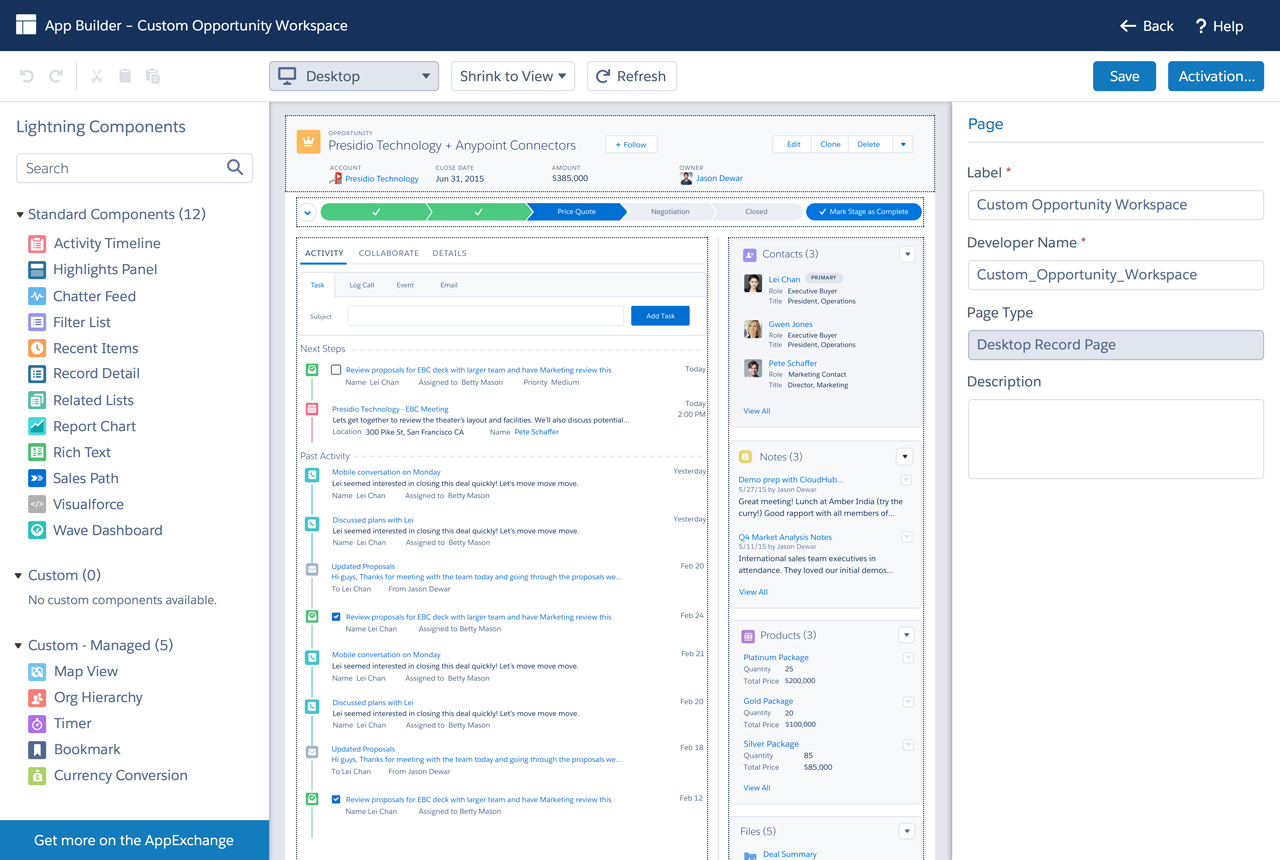 App Builder – Custom Opportunity Workspace
Back
? Help
Desktop
Shrink to View
Refresh
Save
Activation...
Lightning Components
Search
Standard Components (12)
Activity Timeline
Highlights Panel
Chatter Feed
Filter List
Recent Items
Record Detail
Related Lists
Report Chart
Rich Text
Sales Path
Visualforce
Wave Dashboard
Custom (0)
No custom components available.
Custom - Managed (5)
Map View
Org Hierarchy
Timer
Bookmark
Currency Conversion
Get more on the AppExchange
OPPORTUNITY
Presidio Technology + Anypoint Connectors
+ Follow
Edit
Clone
Delete
ACCOUNT
Presidio Technology
CLOSE DATE
Jun 31, 2015
AMOUNT
$385,000
OWNER
Jason Dewar
Price Quote
Negotiation
Closed
Mark Stage as Complete
ACTIVITY
COLLABORATE
DETAILS
Task
Log Call
Event
Email
Subject
Add Task
Next Steps
Review proposals for EBC deck with larger team and have Marketing review this
Today
Name Lei Chan Assigned to Betty Mason Priority Medium
Presidio Technology - EBC Meeting
Today
2:00 PM
Lets get together to review the theater's layout and facilities. We'll also discuss potential...
Location 300 Pike St, San Francisco CA Name Pete Schaffer
Past Activity
Mobile conversation on Monday
Yesterday
Lei seemed interested in closing this deal quickly! Let's move move move.
Name Lei Chan Assigned to Betty Mason
Discussed plans with Lei
Yesterday
Lei seemed interested in closing this deal quickly! Let's move move move.
Name Lei Chan Assigned to Betty Mason
Updated Proposals
Feb 20
Hi guys, Thanks for meeting with the team today and going through the proposals we...
To Lei Chan From Jason Dewar
Review proposals for EBC deck with larger team and have Marketing review this
Feb 24
Name Lei Chan Assigned to Betty Mason
Mobile conversation on Monday
Feb 21
Lei seemed interested in closing this deal quickly! Let's move move move.
Name Lei Chan Assigned to Betty Mason
Discussed plans with Lei
Feb 20
Lei seemed interested in closing this deal quickly! Let's move move move.
Name Lei Chan Assigned to Betty Mason
Updated Proposals
Feb 18
Hi guys, Thanks for meeting with the team today and going through the proposals we...
To Lei Chan From Jason Dewar
Review proposals for EBC deck with larger team and have Marketing review this
Feb 12
Name Lei Chan Assigned to Betty Mason
Contacts (3)
Lei Chan PRIMARY
Role Executive Buyer
Title President, Operations
Gwen Jones
Role Executive Buyer
Title President, Operations
Pete Schaffer
Role Marketing Contact
Title Director, Marketing
View All
Notes (3)
Demo prep with CloudHub...
5/27/15 by Jason Dewar
Great meeting! Lunch at Amber India (try the
curry!) Good rapport with all members of...
Q4 Market Analysis Notes
5/11/15 by Jason Dewar
International sales team executives in
attendance. They loved our initial demos...
View All
Products (3)
Platinum Package
Quantity 25
Total Price $200,000
Gold Package
Quantity 20
Total Price $100,000
Silver Package
Quantity 85
Total Price $85,000
View All
Files (5)
Deal Summary
Page
Label *
Custom Opportunity Workspace
Developer Name *
Custom_Opportunity_Workspace
Page Type
Desktop Record Page
Description